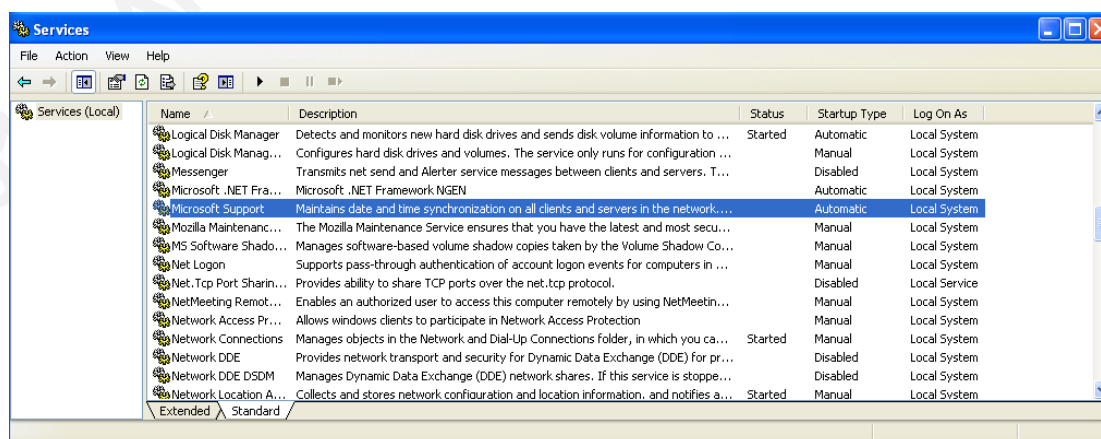 Services
File Action View Help
Services (Local)
Name Description Status Startup Type Log On As
Logical Disk Manager Detects and monitors new hard disk drives and sends disk volume information to ... Started Automatic Local System
Logical Disk Manag... Configures hard disk drives and volumes. The service only runs for configuration ... Manual Local System
Messenger Transmits net send and Alerter service messages between clients and servers. T... Disabled Local System
Microsoft .NET Fra... Microsoft .NET Framework NGEN Automatic Local System
Microsoft Support Maintains date and time synchronization on all clients and servers in the network.... Automatic Local System
Mozilla Maintenanc... The Mozilla Maintenance Service ensures that you have the latest and most secu... Manual Local System
MS Software Shado... Manages software-based volume shadow copies taken by the Volume Shadow Co... Manual Local System
Net Logon Supports pass-through authentication of account logon events for computers in ... Manual Local System
Net.Tcp Port Sharin... Provides ability to share TCP ports over the net.tcp protocol. Disabled Local Service
NetMeeting Remot... Enables an authorized user to access this computer remotely by using NetMeetin... Manual Local System
Network Access Pr... Allows windows clients to participate in Network Access Protection Manual Local System
Network Connections Manages objects in the Network and Dial-Up Connections folder, in which you ca... Started Manual Local System
Network DDE Provides network transport and security for Dynamic Data Exchange (DDE) for pr... Disabled Local System
Network DDE DSDM Manages Dynamic Data Exchange (DDE) network shares. If this service is stoppe... Disabled Local System
Network Location A... Collects and stores network configuration and location information, and notifies a... Started Manual Local System
Extended Standard